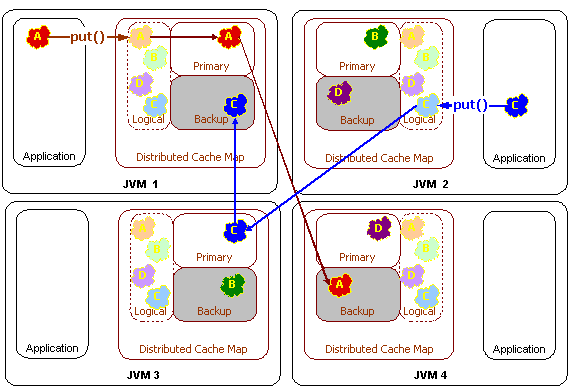 A put() A A
B Primary
D D
C C
Logical Backup
Application
Distributed Cache Map
JVM 1
B A
Primary B
D D
C put() C
Backup Logical
Application
Distributed Cache Map
JVM 2
A C
B Primary
D
C B
Logical Backup
Application
Distributed Cache Map
JVM 3
D A
Primary B
A D
C
Backup Logical
Application
Distributed Cache Map
JVM 4